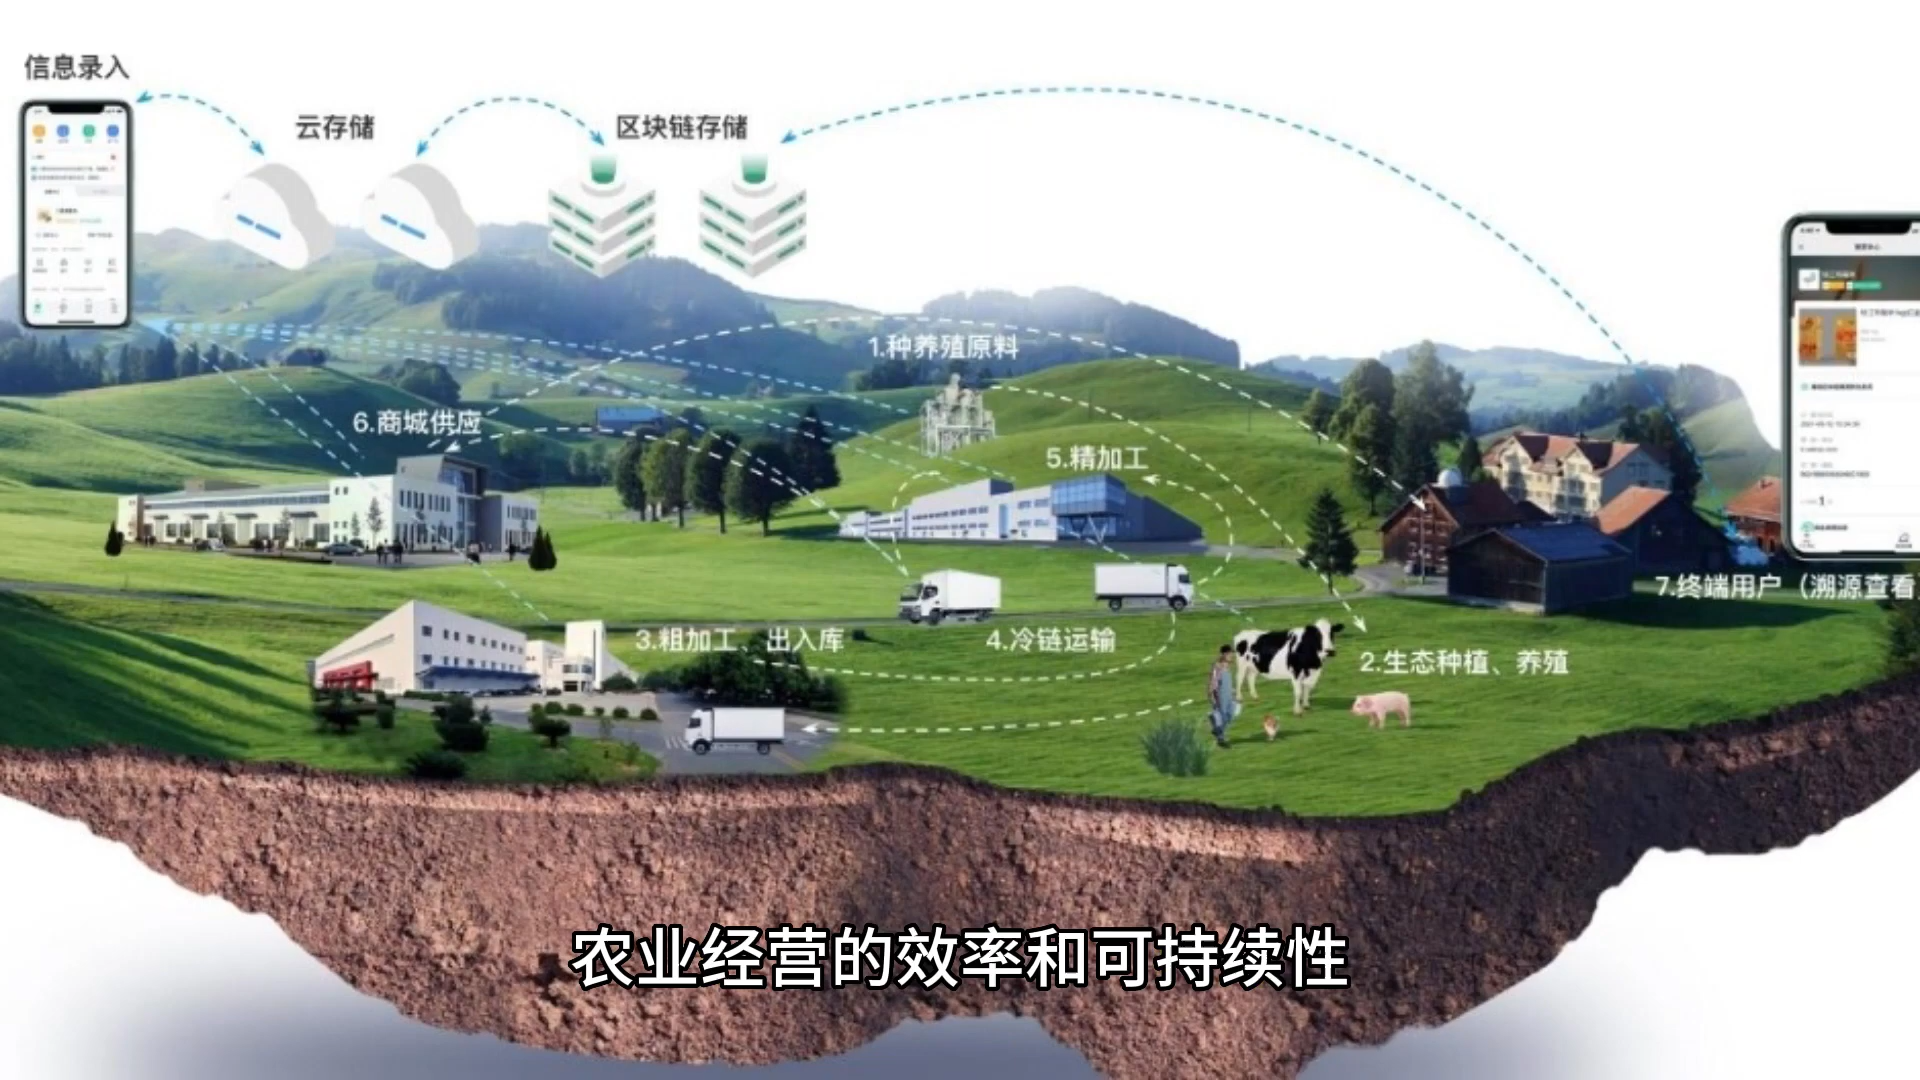 信息录入
云存储
区块链存储
1.种养殖原料
6.商城供应
5.精加工
7.终端用户（溯源查看
3.粗加工、出入库
4.冷链运输
2.生态种植、养殖
农业经营的效率和可持续性